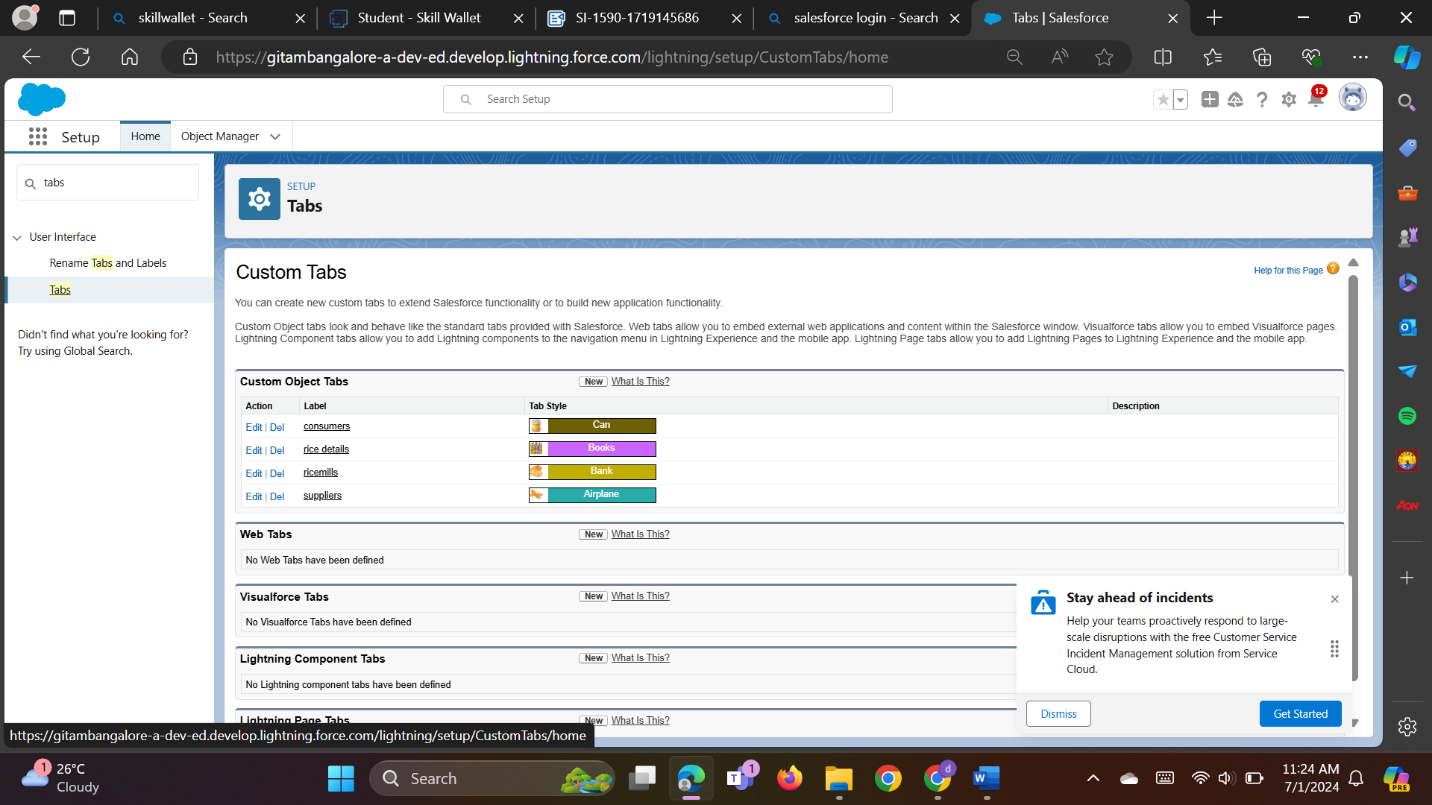 skillwallet - Search
Student - Skill Wallet
SI-1590-1719145686
salesforce login - Search
Tabs | Salesforce
https://gitambangalore-a-dev-ed.develop.lightning.force.com/lightning/setup/CustomTabs/home
Search Setup
12
Setup
Home
Object Manager
tabs
SETUP
Tabs
User Interface
Rename Tabs and Labels
Tabs
Didn't find what you're looking for?
Try using Global Search.
Custom Tabs
Help for this Page
You can create new custom tabs to extend Salesforce functionality or to build new application functionality.
Custom Object tabs look and behave like the standard tabs provided with Salesforce. Web tabs allow you to embed external web applications and content within the Salesforce window. Visualforce tabs allow you to embed Visualforce pages.
Lightning Component tabs allow you to add Lightning components to the navigation menu in Lightning Experience and the mobile app. Lightning Page tabs allow you to add Lightning Pages to Lightning Experience and the mobile app.
Custom Object Tabs New What Is This?
Action Label Tab Style Description
Edit | Del consumers Can
Edit | Del rice details Books
Edit | Del ricemills Bank
Edit | Del suppliers Airplane
Web Tabs New What Is This?
No Web Tabs have been defined
Visualforce Tabs New What Is This?
No Visualforce Tabs have been defined
Lightning Component Tabs New What Is This?
No Lightning component tabs have been defined
Lightning Page Tabs New What Is This?
Stay ahead of incidents
Help your teams proactively respond to large-
scale disruptions with the free Customer Service
Incident Management solution from Service
Cloud.
Dismiss
Get Started
https://gitambangalore-a-dev-ed.develop.lightning.force.com/lightning/setup/CustomTabs/home
AON
1
26°C
Cloudy
Search
1
d
11:24 AM
7/1/2024
PRE